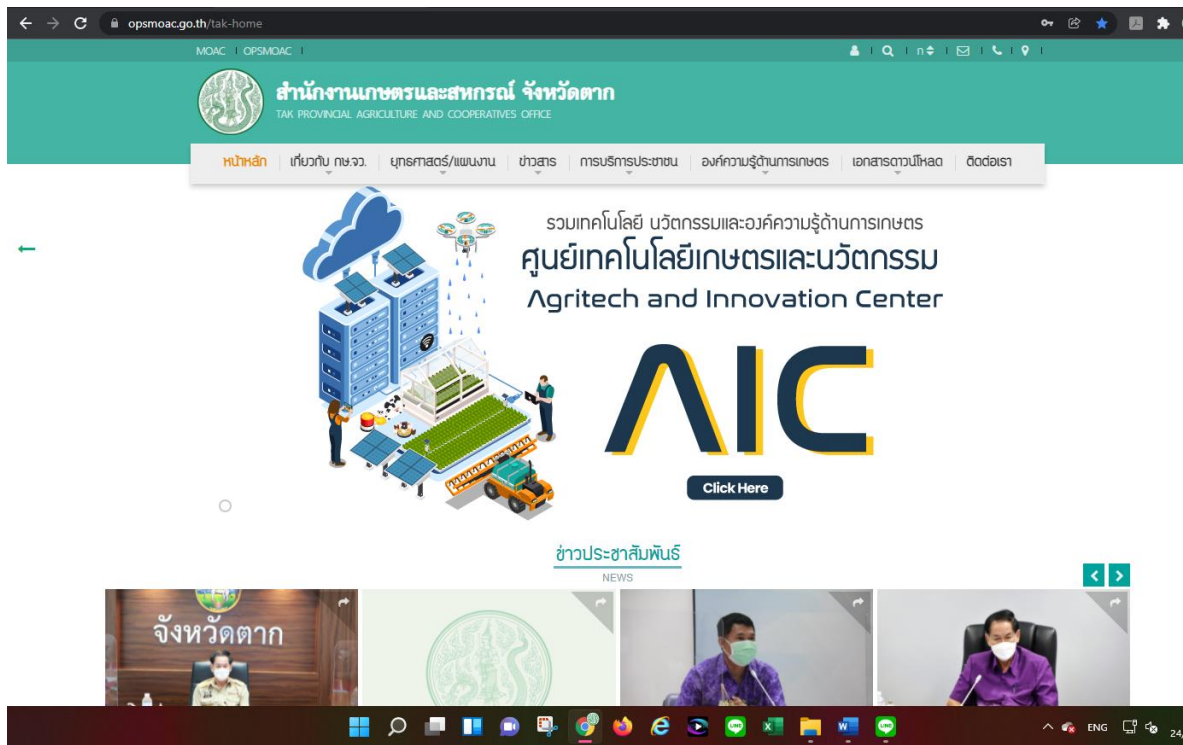 opsmoac.go.th/tak-home
MOAC | OPSMOAC |
ก
สำนักงานเกษตรและสหกรณ์ จังหวัดตาก
TAK PROVINCIAL AGRICULTURE AND COOPERATIVES OFFICE
หน้าหลัก เกี่ยวกับ กษ.จว. ยุทธศาสตร์/แผนงาน ข่าวสาร การบริการประชาชน องค์ความรู้ด้านการเกษตร เอกสารดาวน์โหลด ติดต่อเรา
รวมเทคโนโลยี นวัตกรรมและองค์ความรู้ด้านการเกษตร
ศูนย์เทคโนโลยีเกษตรและนวัตกรรม
Agritech and Innovation Center
AIC
Click Here
ข่าวประชาสัมพันธ์
NEWS
จังหวัดตาก
ENG
24/